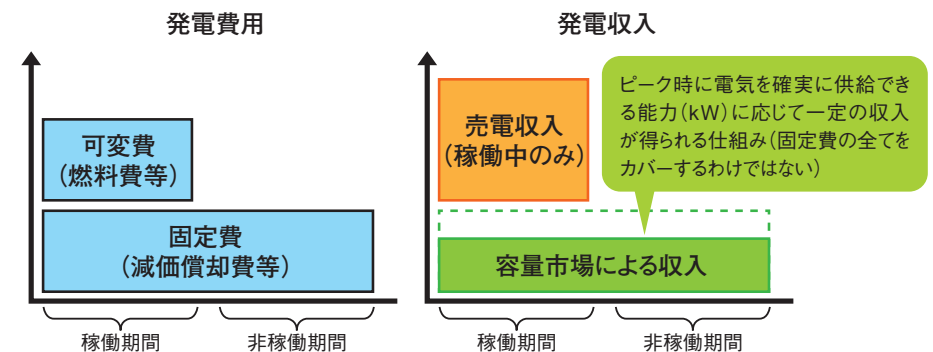 発電費用
可変費
(燃料費等)
固定費
(減価償却費等)
稼働期間
非稼働期間
発電収入
売電収入
(稼働中のみ)
ピーク時に電気を確実に供給でき
る能力(kW)に応じて一定の収入
が得られる仕組み(固定費の全てを
カバーするわけではない)
容量市場による収入
稼働期間
非稼働期間